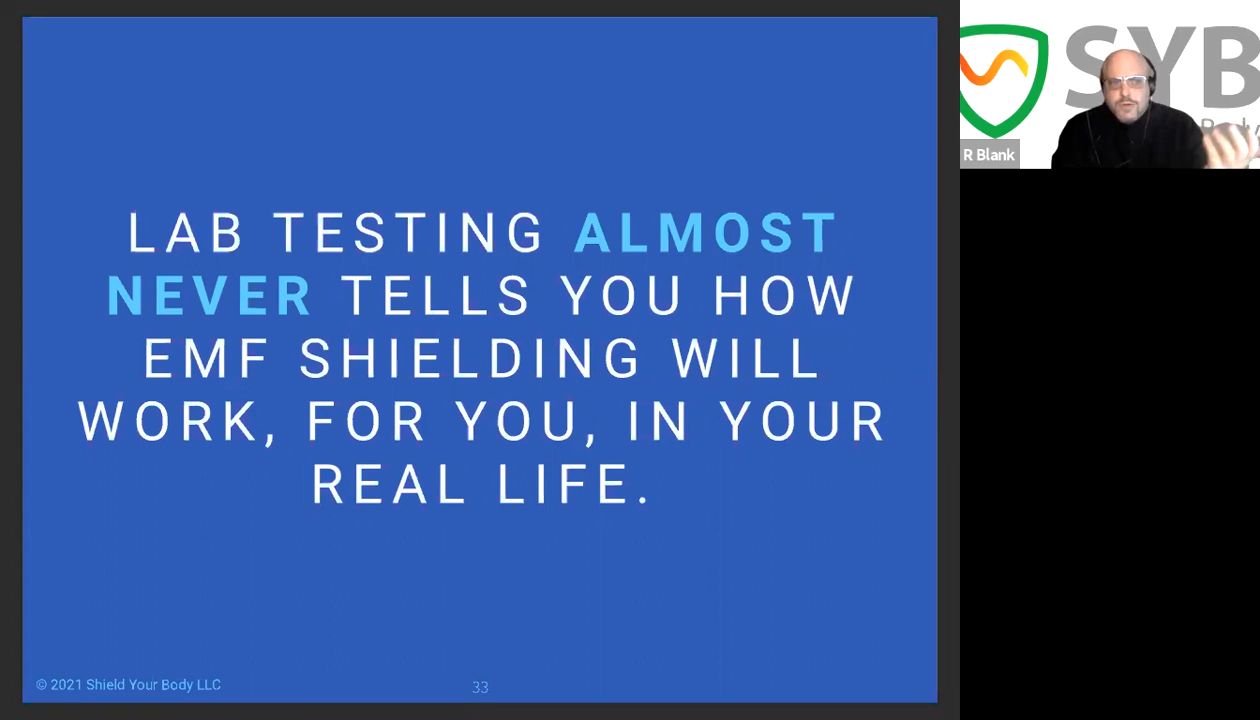 LAB TESTING ALMOST
NEVER TELLS YOU HOW
EMF SHIELDING WILL
WORK, FOR YOU, IN YOUR
REAL LIFE.
© 2021 Shield Your Body LLC
33
SYB
R Blank